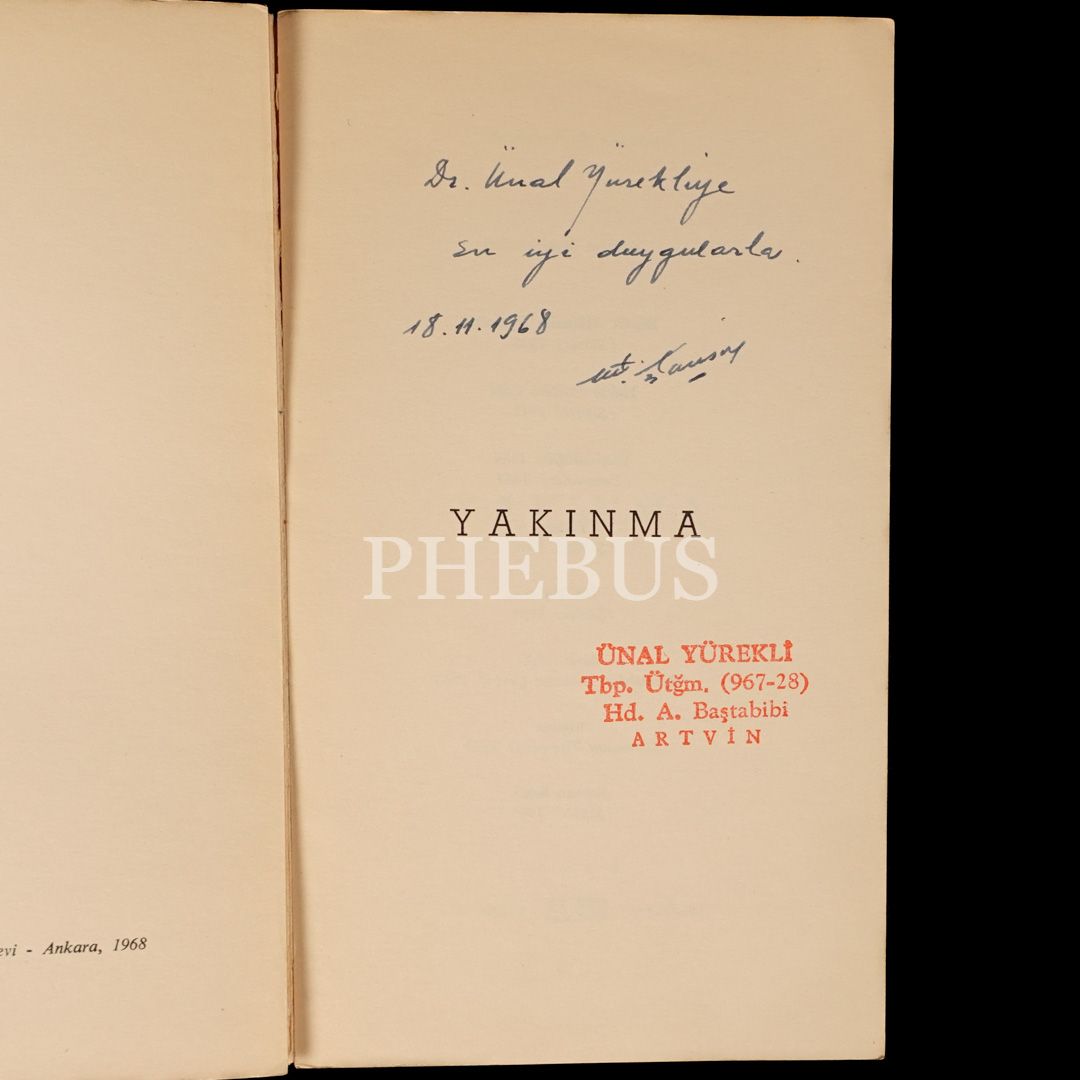 Dr. Ünal Yürekliye
en iyi duygularla.
18.11.1968
YAKINMA
PHEBUS
ÜNAL YÜREKLİ
Tbp. Ütğm. (967-28)
Hd. A. Baştabibi
ARTVİN
evi - Ankara, 1968